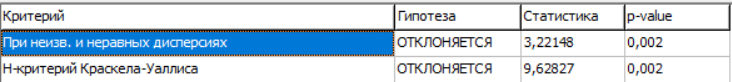 Критерий Гипотеза Статистика p-value
При неизв. и неравных дисперсиях ОТКЛОНЯЕТСЯ 3,22148 0,002
Н-критерий Краскела-Уаллиса ОТКЛОНЯЕТСЯ 9,62827 0,002